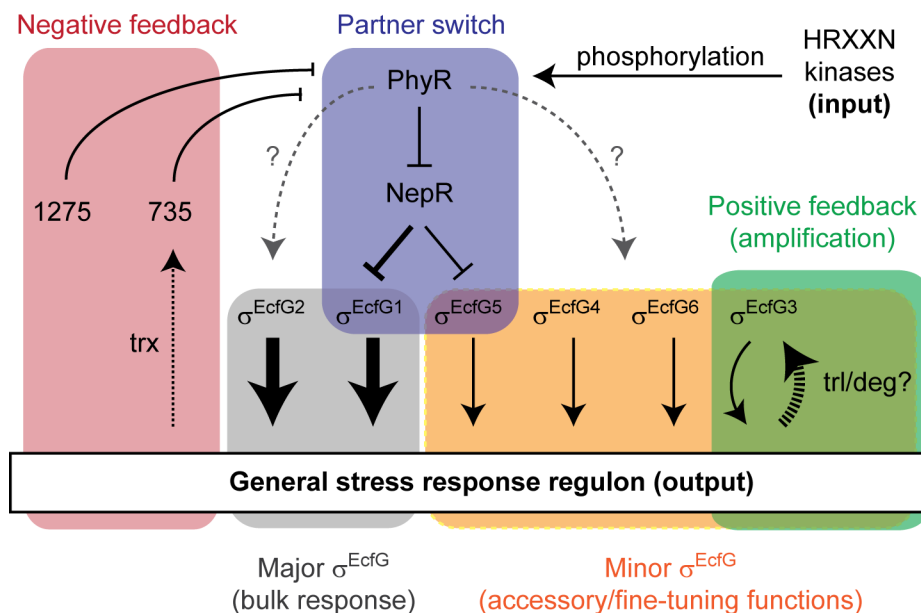 Negative feedback
Partner switch
HRXXN
kinases
(input)
phosphorylation
PhyR
?
?
1275
735
NepR
Positive feedback
(amplification)
σEcfG2
σEcfG1
σEcfG5
σEcfG4
σEcfG6
σEcfG3
trx
trl/deg?
General stress response regulon (output)
Major σEcfG
(bulk response)
Minor σEcfG
(accessory/fine-tuning functions)